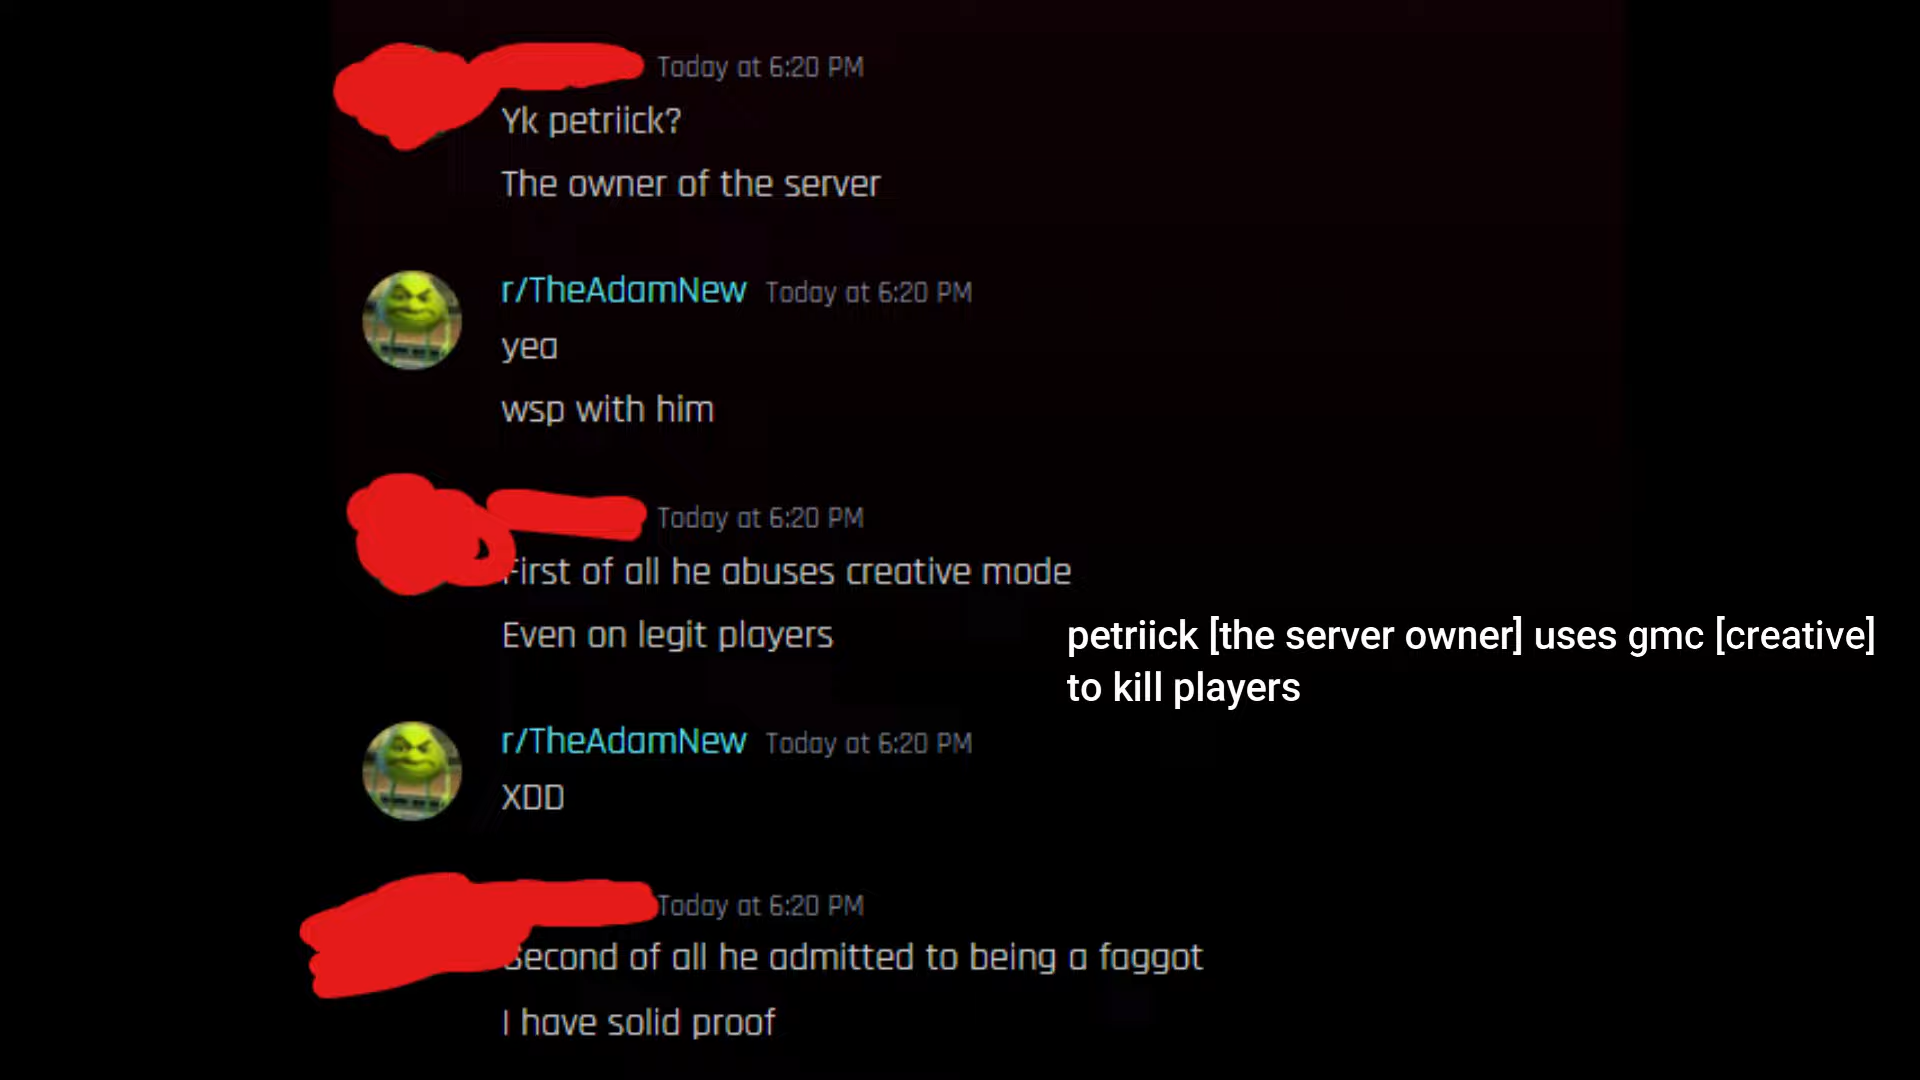 Today at 6:20 PM
Yk petriick?
The owner of the server
r/TheAdamNew Today at 6:20 PM
yea
wsp with him
Today at 6:20 PM
First of all he abuses creative mode
Even on legit players
petriick [the server owner] uses gmc [creative]
to kill players
r/TheAdamNew Today at 6:20 PM
XDD
Today at 6:20 PM
Second of all he admitted to being a faggot
I have solid proof